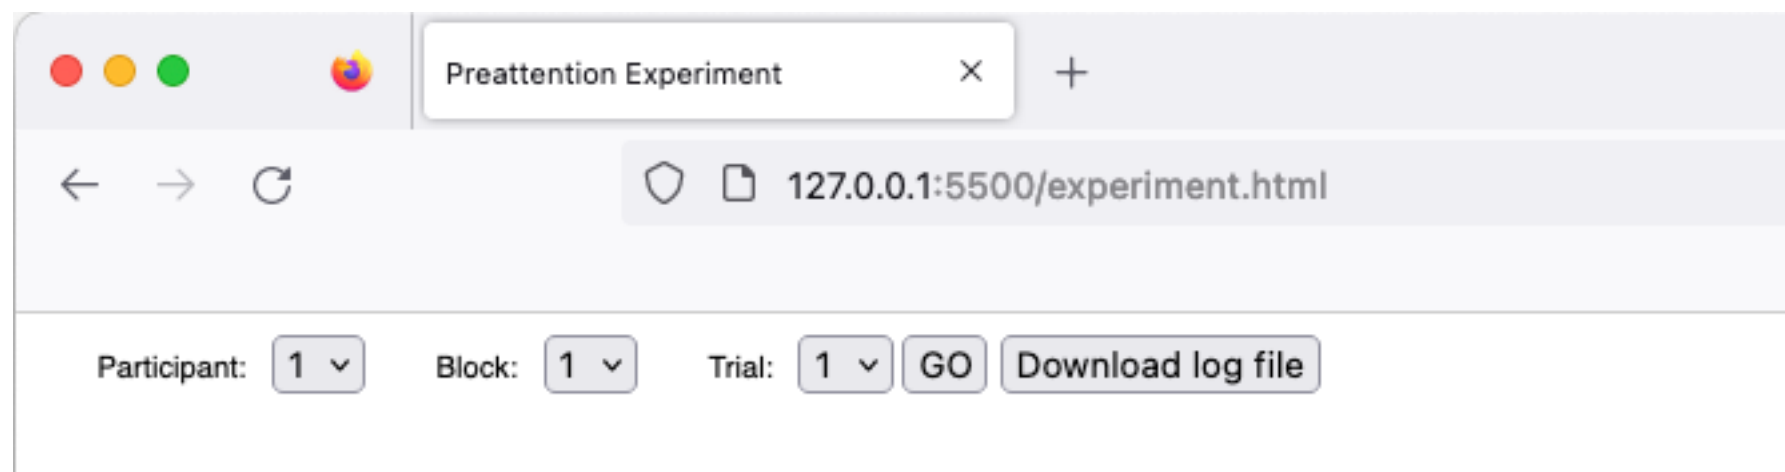 Preattention Experiment
127.0.0.1:5500/experiment.html
Participant: 1 Block: 1 Trial: 1 GO Download log file